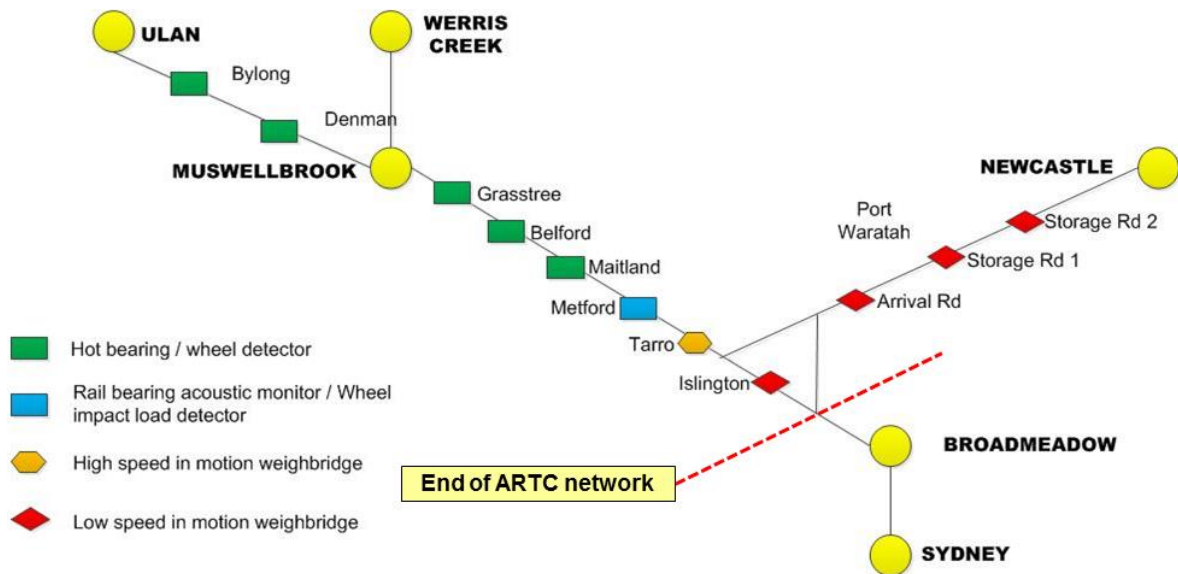 ULAN
WERRIS
CREEK
Bylong
Denman
MUSWELLBROOK
Grasstree
Belford
Maitland
Metford
Tarro
Islington
NEWCASTLE
Port
Waratah
Storage Rd 2
Storage Rd 1
Arrival Rd
BROADMEADOW
End of ARTC network
SYDNEY
Hot bearing / wheel detector
Rail bearing acoustic monitor / Wheel
impact load detector
High speed in motion weighbridge
Low speed in motion weighbridge